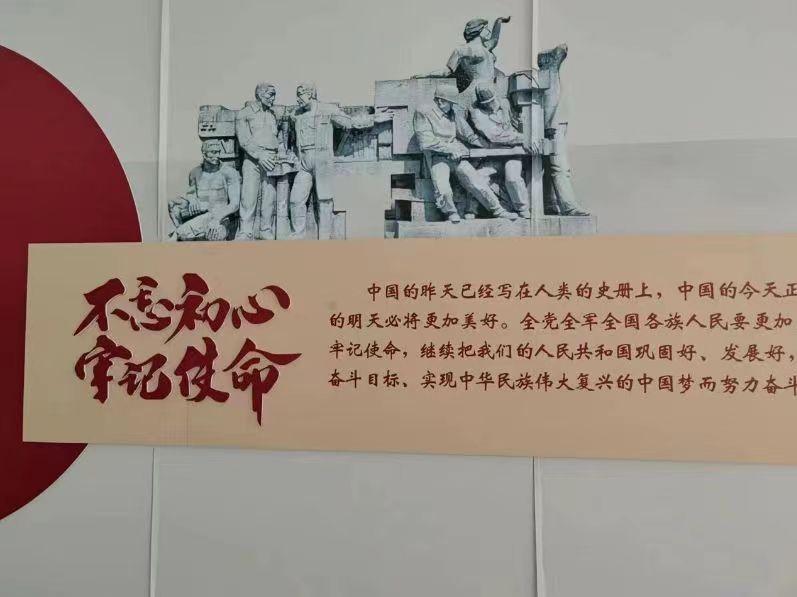 不忘初心
牢记使命
中国的昨天已经写在人类的史册上，中国的今天正
的明天必将更加美好。全党全军全国各族人民要更加
牢记使命，继续把我们的人民共和国巩固好、发展好，
奋斗目标、实现中华民族伟大复兴的中国梦而努力奋斗